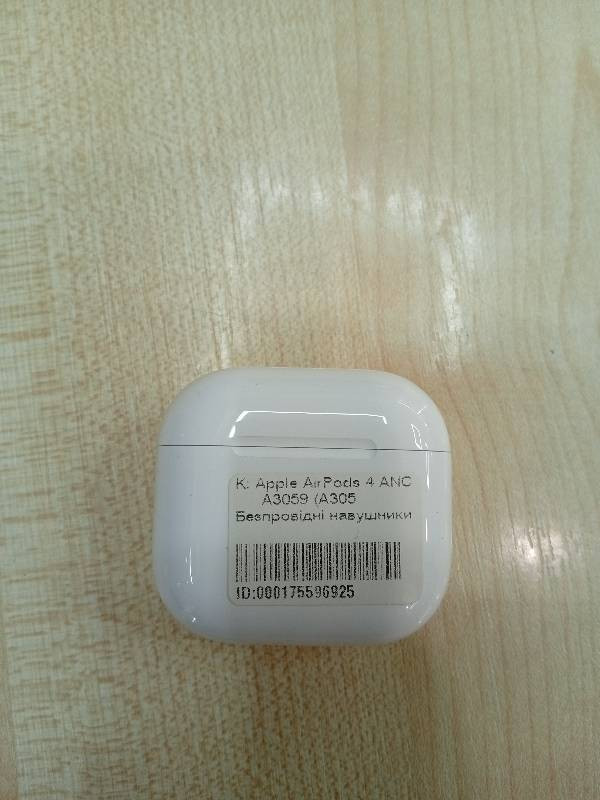 К: Apple AirPods 4 ANC
A3059 (A305
Безпровідні навушники
ID:000175596925